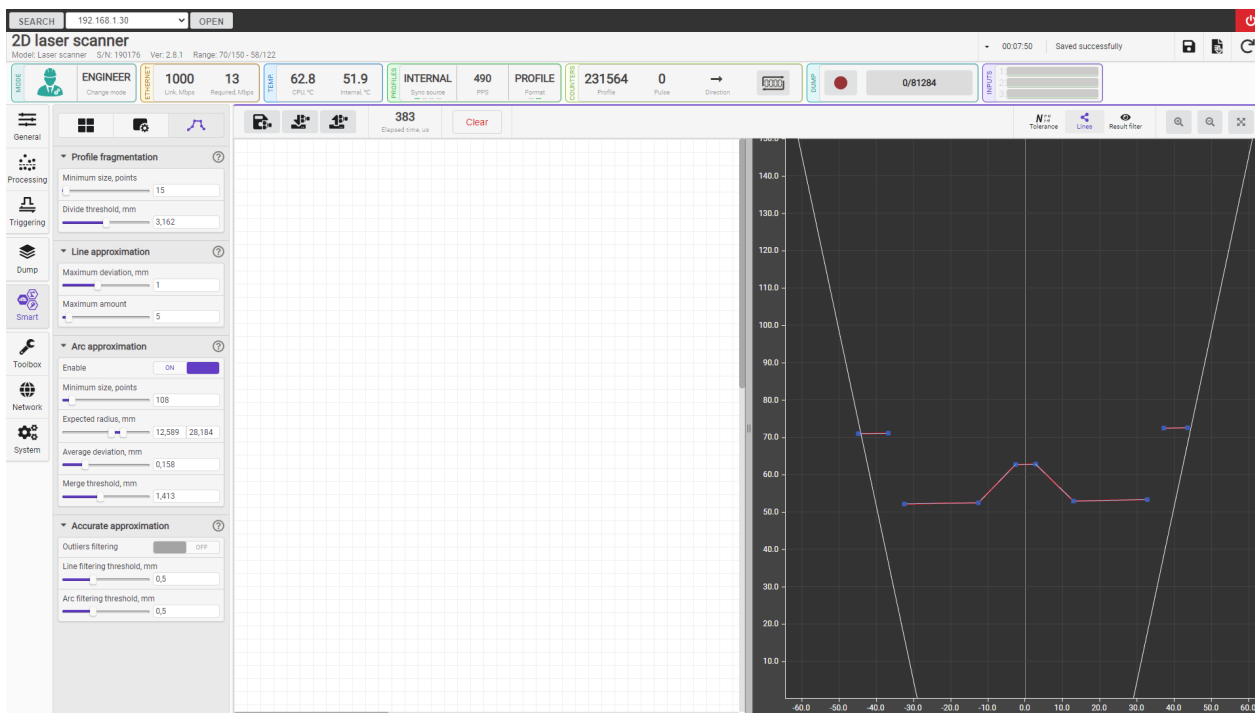 SEARCH 192.168.1.30 OPEN
2D laser scanner
Model: Laser scanner S/N: 190176 Ver: 2.8.1 Range: 70/150 - 58/122
00:07:50 Saved successfully
MODE ENGINEER Change mode
ETHERNET 1000 Link, Mbps 13 Required, Mbps
TEMP. 62.8 CPU, °C 51.9 Internal, °C
PROFILES INTERNAL Sync source 490 PPS PROFILE Format
COUNTERS 231564 Profile 0 Pulse → Direction
DUMP 0/81284
INPUTS 1: 2: 3:
General
Processing
Triggering
Dump
Smart
Toolbox
Network
System
383
Elapsed time, us
Clear
Tolerance Lines Result filter
Profile fragmentation
Minimum size, points
15
Divide threshold, mm
3,162
Line approximation
Maximum deviation, mm
1
Maximum amount
5
Arc approximation
Enable ON
Minimum size, points
108
Expected radius, mm
12,589 28,184
Average deviation, mm
0,158
Merge threshold, mm
1,413
Accurate approximation
Outliers filtering OFF
Line filtering threshold, mm
0,5
Arc filtering threshold, mm
0,5
150.0
140.0
130.0
120.0
110.0
100.0
90.0
80.0
70.0
60.0
50.0
40.0
30.0
20.0
10.0
-60.0 -50.0 -40.0 -30.0 -20.0 -10.0 0.0 10.0 20.0 30.0 40.0 50.0 60.0